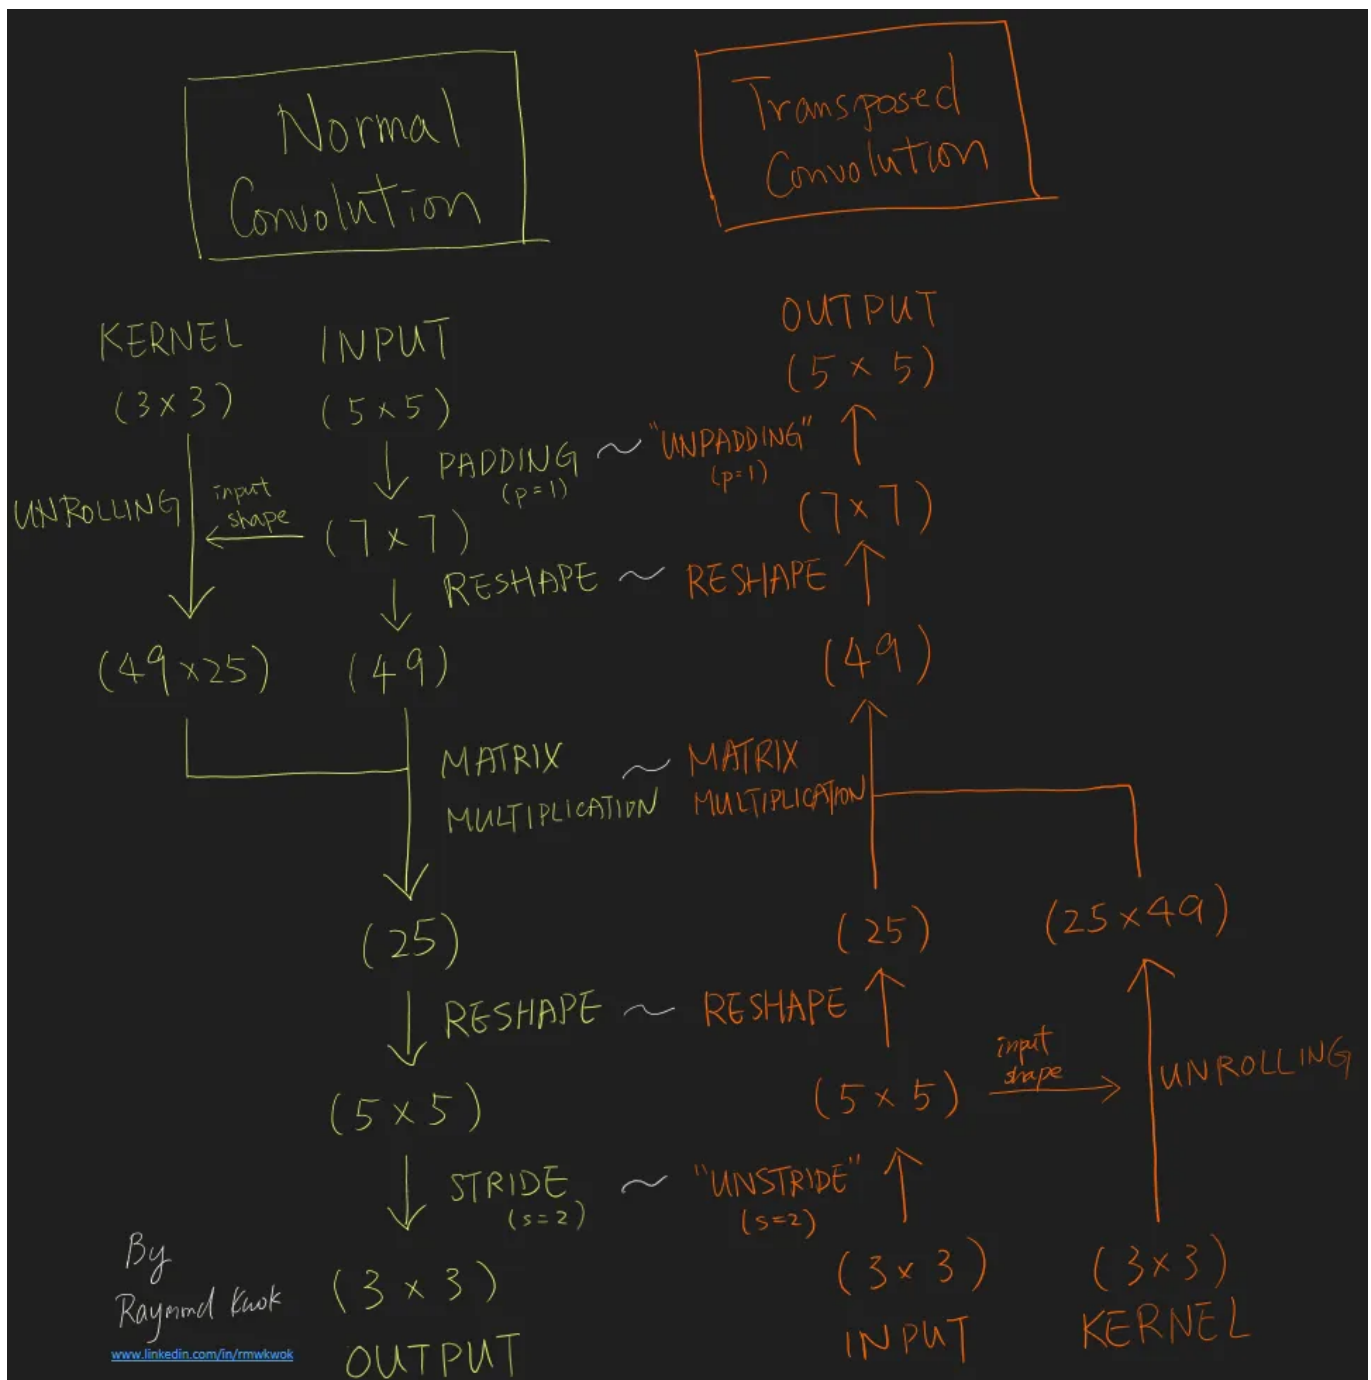 Normal
Convolution
Transposed
Convolution
KERNEL
(3 x 3)
INPUT
(5 x 5)
PADDING
(p=1)
UNROLLING
input
shape
(7 x 7)
RESHAPE
(49 x 25)
(49)
MATRIX
MULTIPLICATION
(25)
RESHAPE
(5 x 5)
STRIDE
(s=2)
(3 x 3)
OUTPUT
OUTPUT
(5 x 5)
~ "UNPADDING"
(p=1)
(7 x 7)
~ RESHAPE
(49)
~ MATRIX
MULTIPLICATION
(25)
(25 x 49)
~ RESHAPE
(5 x 5)
input
shape
UNROLLING
~ "UNSTRIDE"
(s=2)
(3 x 3)
INPUT
(3 x 3)
KERNEL
By
Raymond Kwok
www.linkedin.com/in/rmwkwok